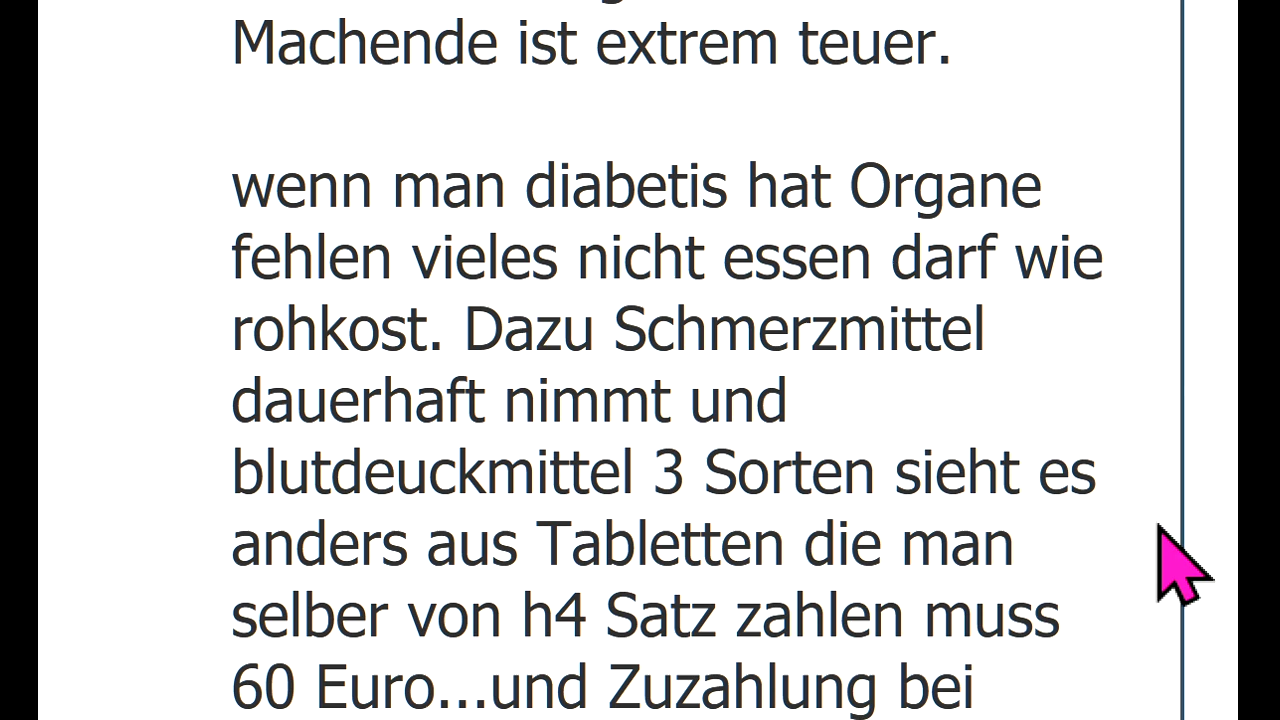 Machende ist extrem teuer.
wenn man diabetis hat Organe
fehlen vieles nicht essen darf wie
rohkost. Dazu Schmerzmittel
dauerhaft nimmt und
blutdeuckmittel 3 Sorten sieht es
anders aus Tabletten die man
selber von h4 Satz zahlen muss
60 Euro...und Zuzahlung bei